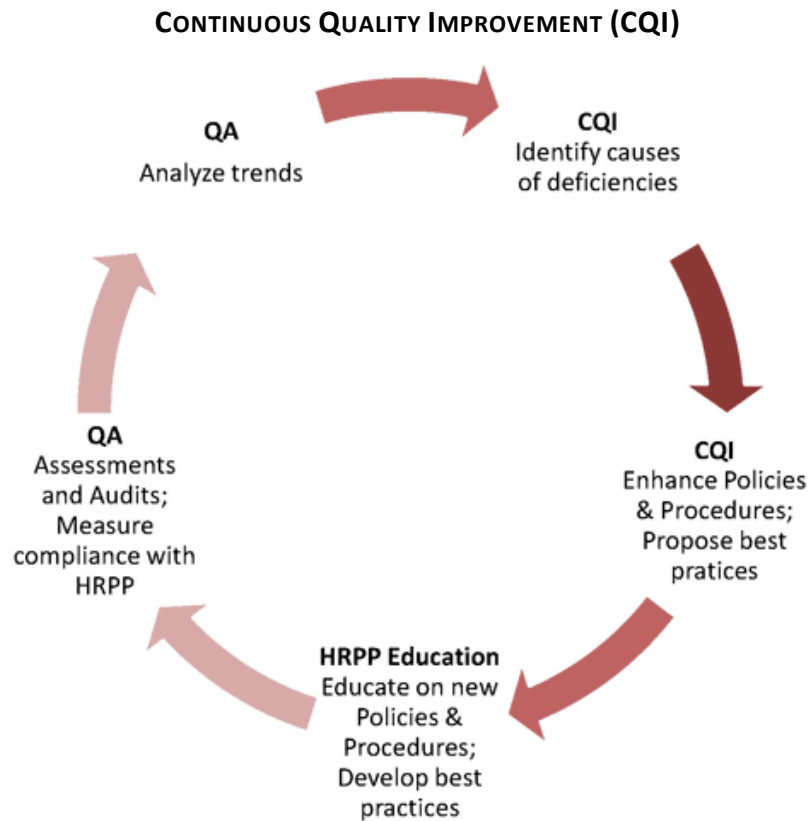 CONTINUOUS QUALITY IMPROVEMENT (CQI)
QA
Analyze trends
CQI
Identify causes
of deficiencies
CQI
Enhance Policies
& Procedures;
Propose best
pratices
HRPP Education
Educate on new
Policies &
Procedures;
Develop best
practices
QA
Assessments
and Audits;
Measure
compliance with
HRPP